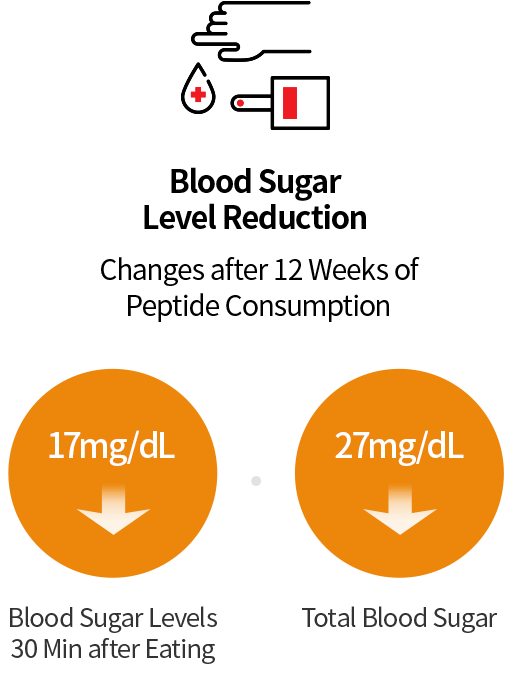 Blood Sugar
Level Reduction
Changes after 12 Weeks of
Peptide Consumption
17mg/dL
27mg/dL
Blood Sugar Levels
30 Min after Eating
Total Blood Sugar